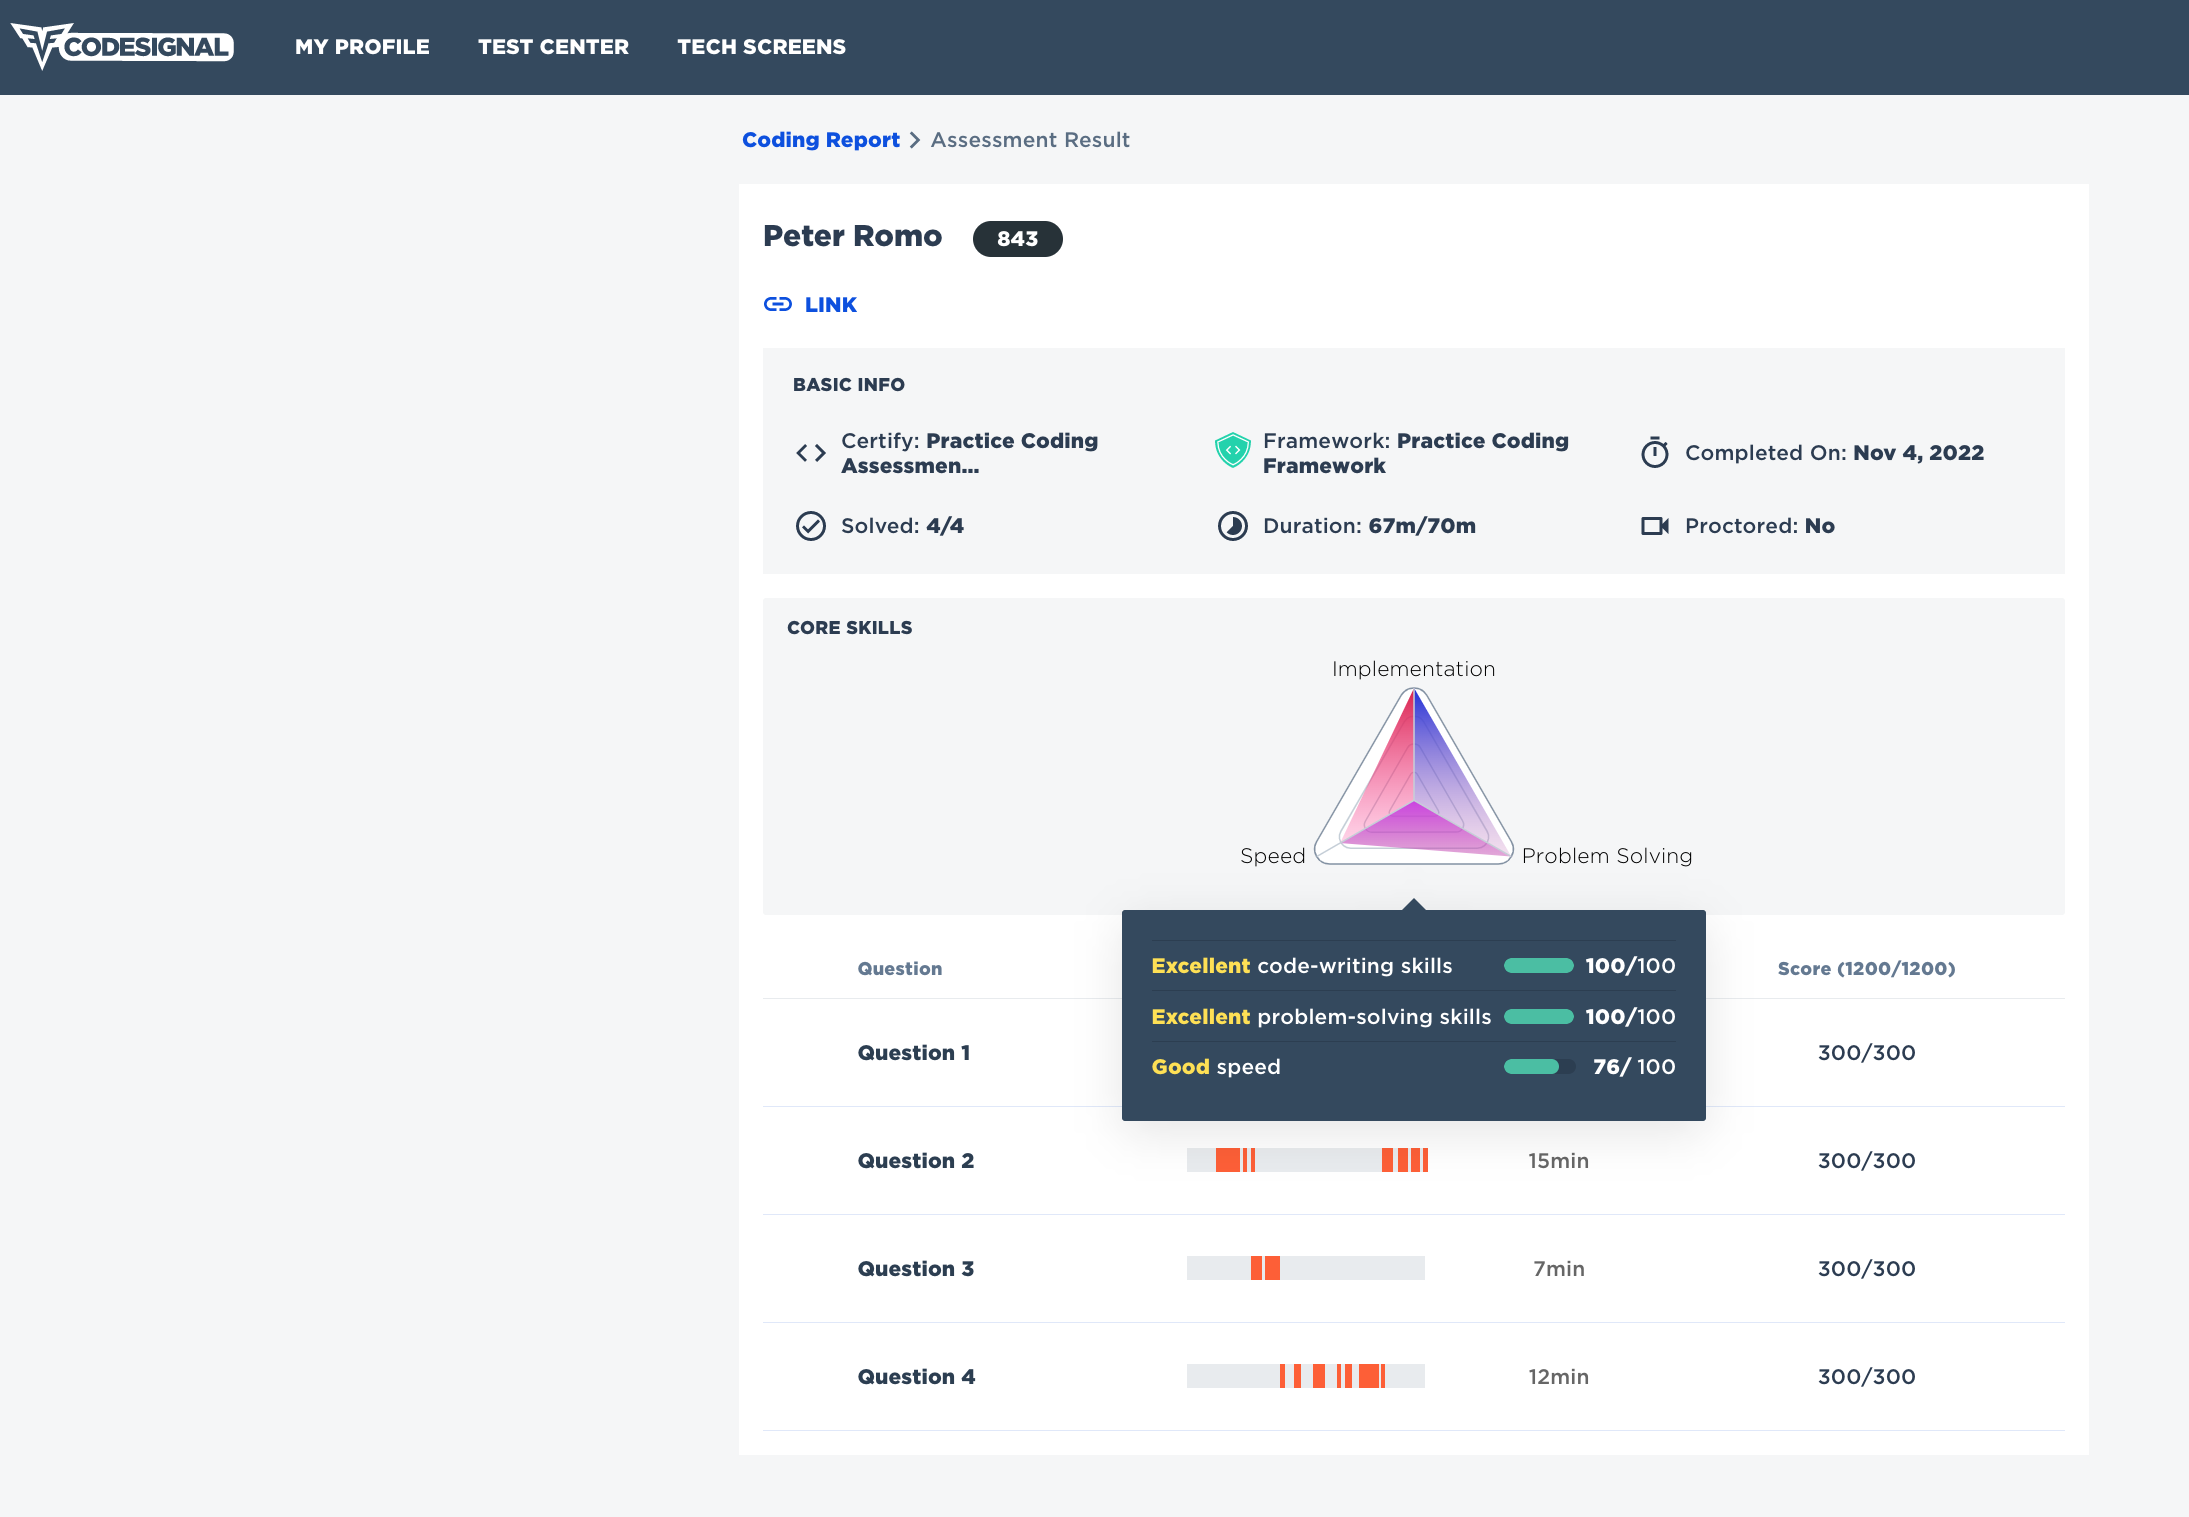 CODESIGNAL MY PROFILE TEST CENTER TECH SCREENS
Coding Report > Assessment Result
Peter Romo 843
LINK
BASIC INFO
Certify: Practice Coding
Assessmen...
Framework: Practice Coding
Framework
Completed On: Nov 4, 2022
Solved: 4/4
Duration: 67m/70m
Proctored: No
CORE SKILLS
Implementation
Speed
Problem Solving
Excellent code-writing skills 100/100
Excellent problem-solving skills 100/100
Good speed 76/ 100
Question Score (1200/1200)
Question 1 300/300
Question 2 15min 300/300
Question 3 7min 300/300
Question 4 12min 300/300